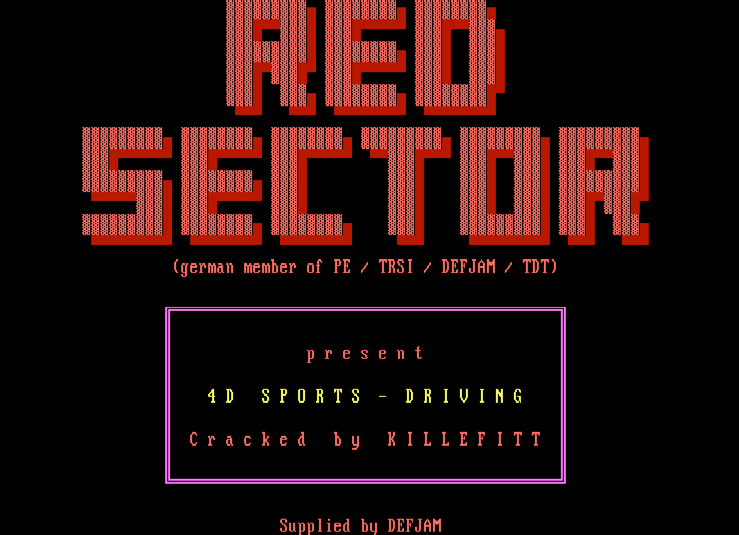 RED
SECTOR
(german member of PE / TRSI / DEFJAM / TDT)
present
4D SPORTS - DRIVING
Cracked by KILLEFITT
Supplied by DEFJAM